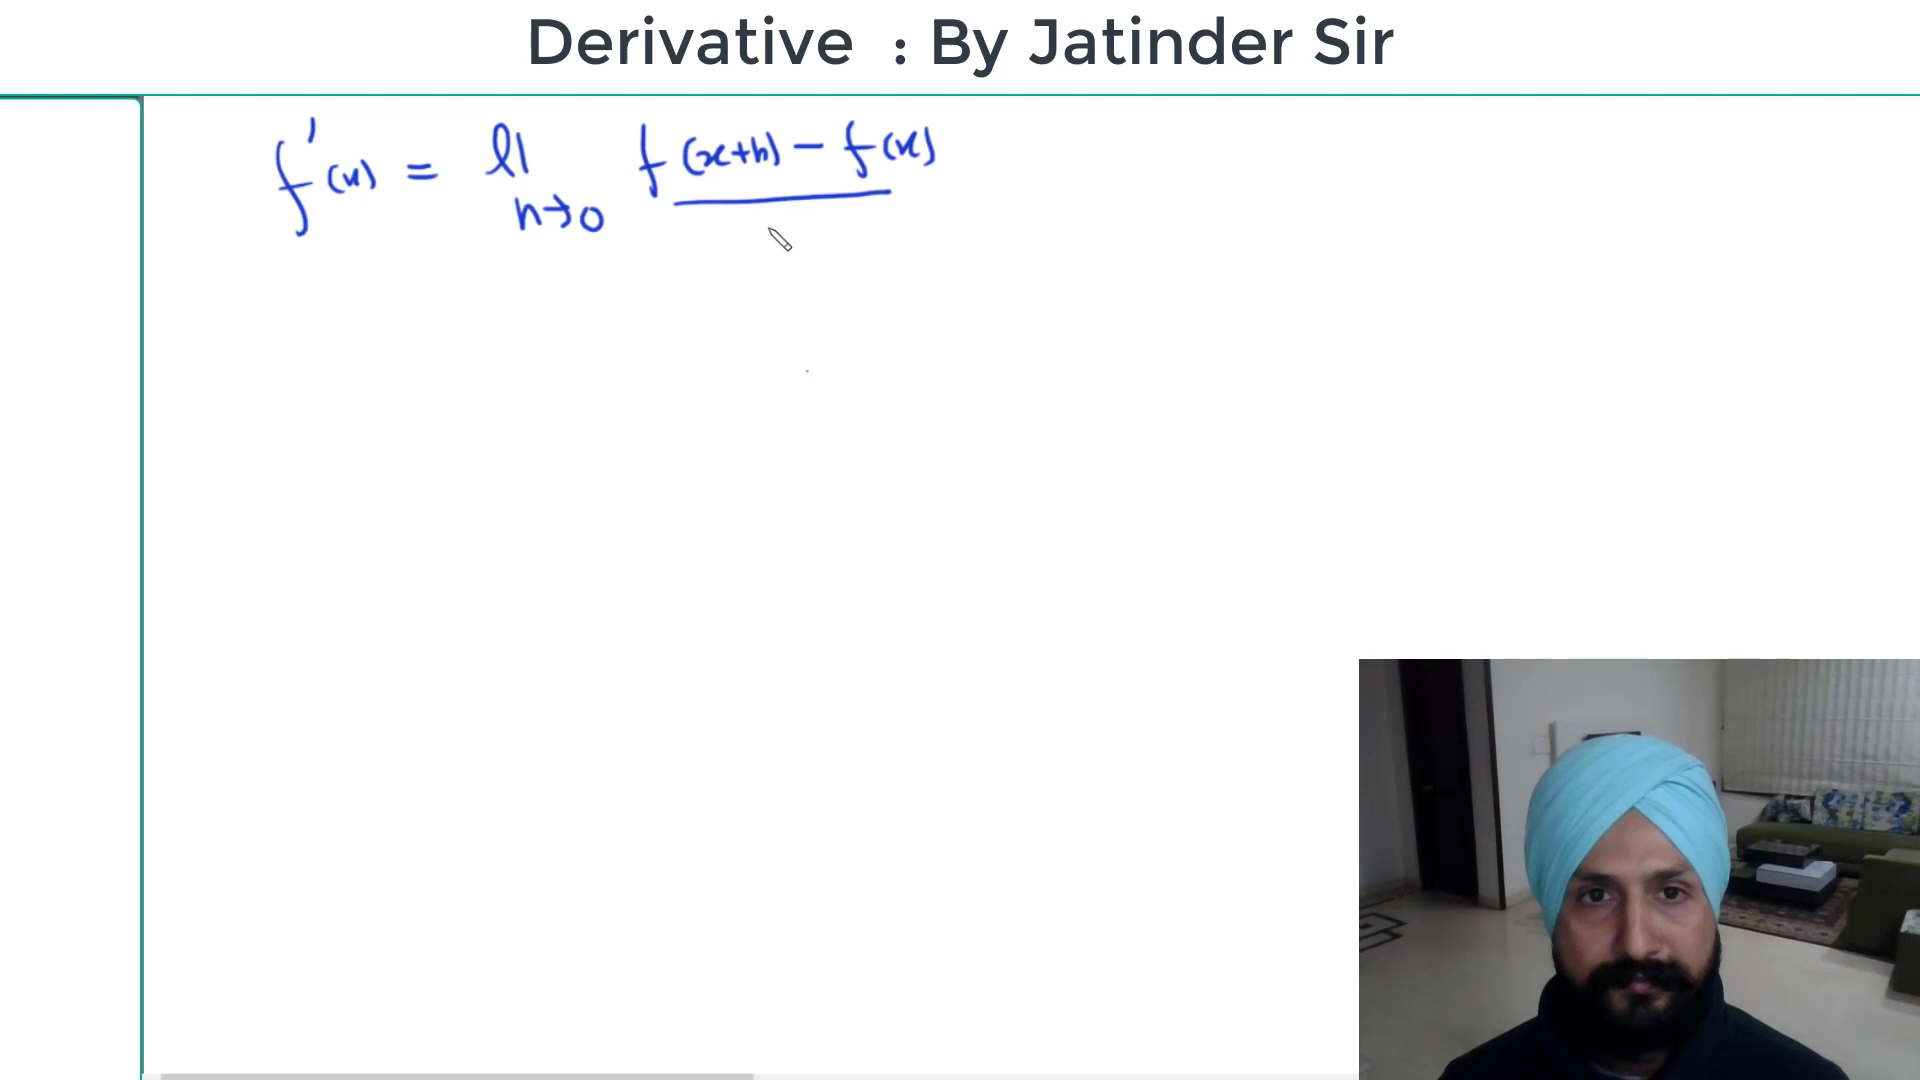 Derivative : By Jatinder Sir
f'(x) = lt f(x+h) - f(x)
h→0